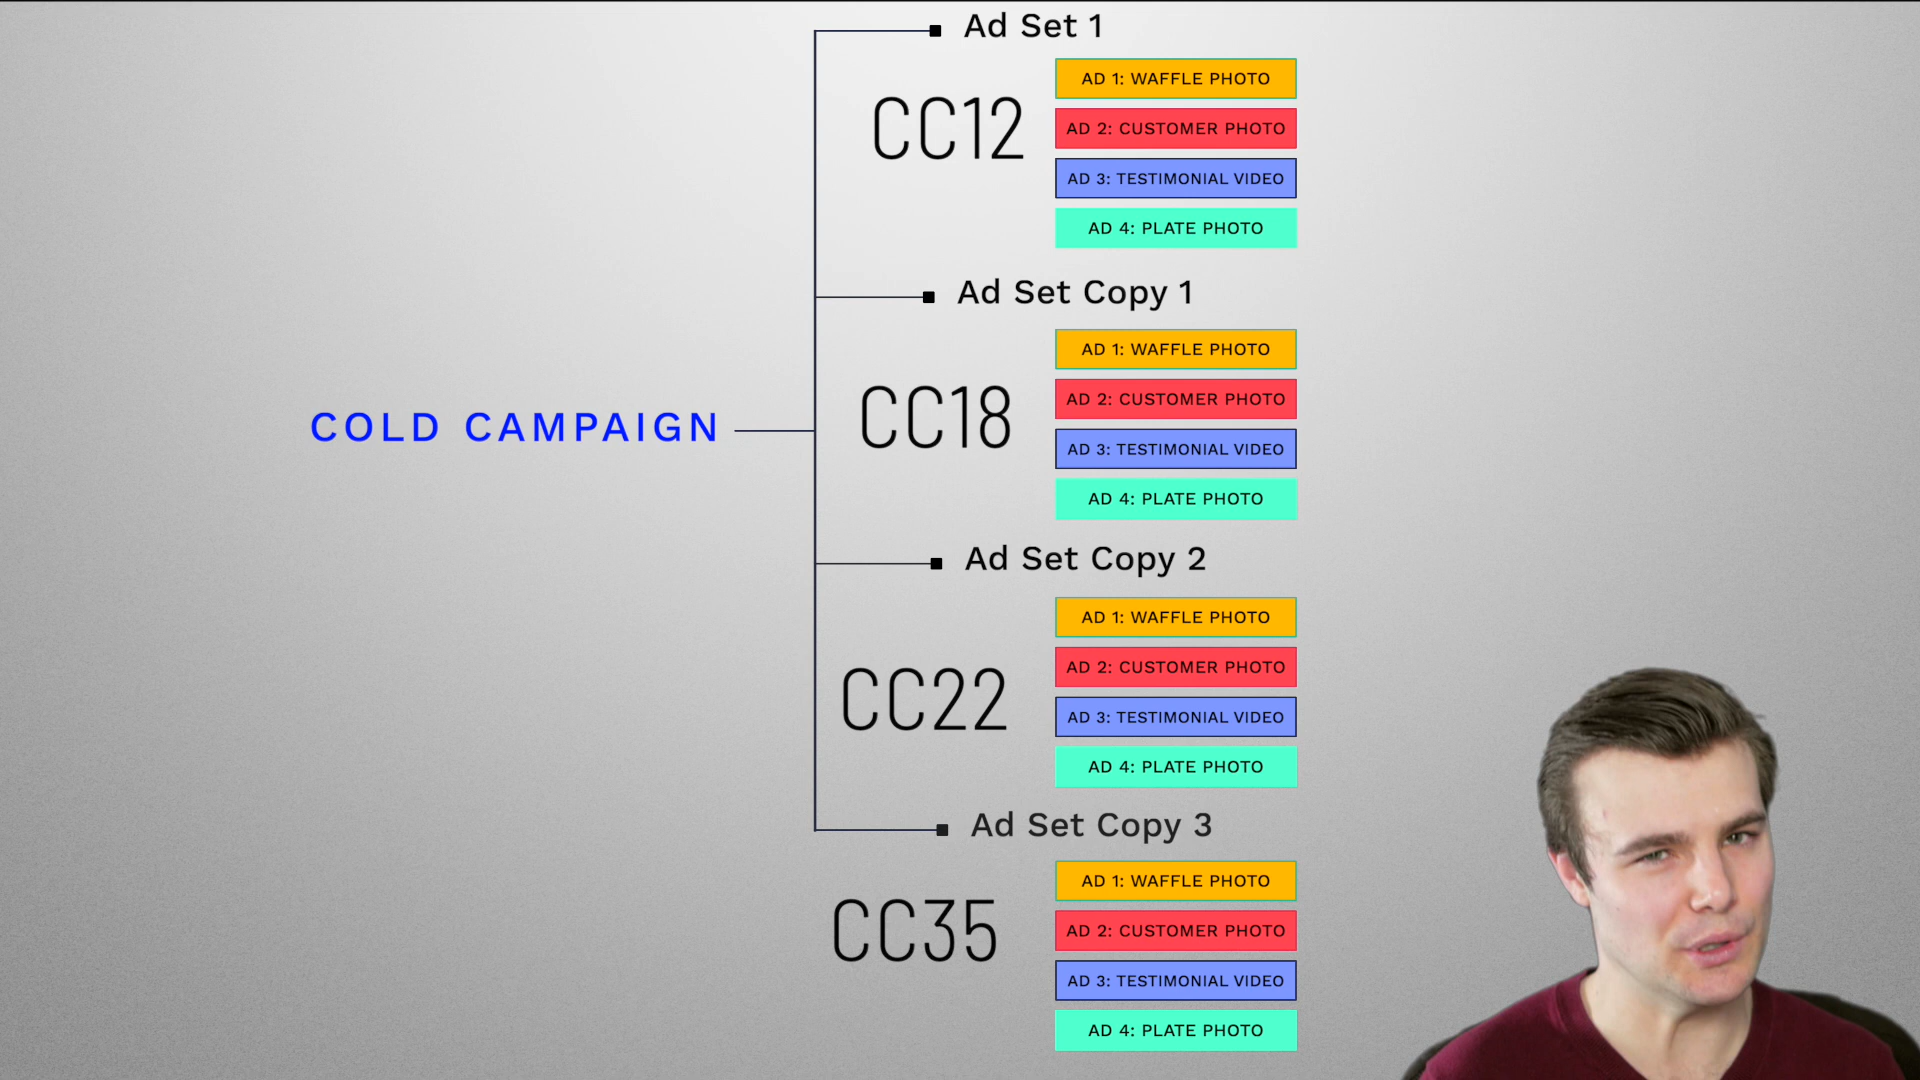 Ad Set 1
CC12
AD 1: WAFFLE PHOTO
AD 2: CUSTOMER PHOTO
AD 3: TESTIMONIAL VIDEO
AD 4: PLATE PHOTO
Ad Set Copy 1
COLD CAMPAIGN
CC18
AD 1: WAFFLE PHOTO
AD 2: CUSTOMER PHOTO
AD 3: TESTIMONIAL VIDEO
AD 4: PLATE PHOTO
Ad Set Copy 2
CC22
AD 1: WAFFLE PHOTO
AD 2: CUSTOMER PHOTO
AD 3: TESTIMONIAL VIDEO
AD 4: PLATE PHOTO
Ad Set Copy 3
CC35
AD 1: WAFFLE PHOTO
AD 2: CUSTOMER PHOTO
AD 3: TESTIMONIAL VIDEO
AD 4: PLATE PHOTO